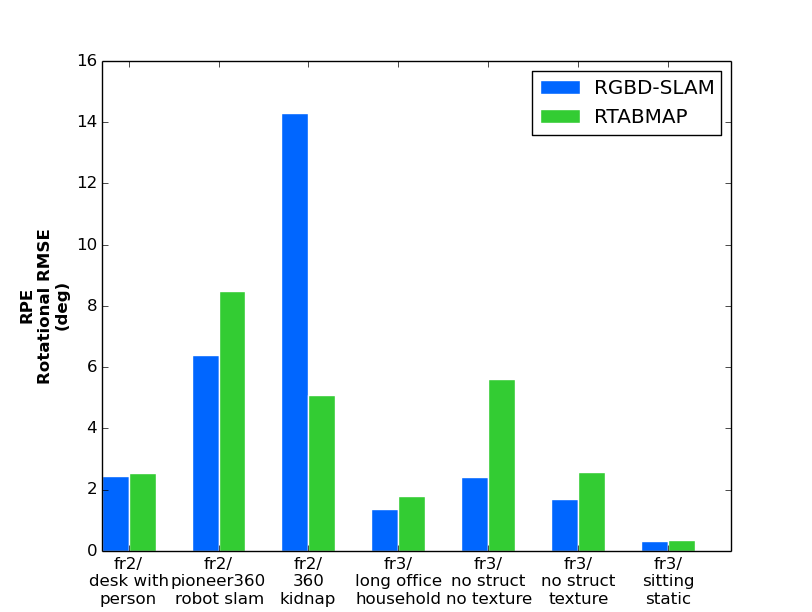 16
14
12
10
8
6
4
2
0
RPE
Rotational RMSE
(deg)
RGBD-SLAM
RTABMAP
fr2/
desk with
person
fr2/
pioneer360
robot slam
fr2/
360
kidnap
fr3/
long office
household
fr3/
no struct
no texture
fr3/
no struct
texture
fr3/
sitting
static